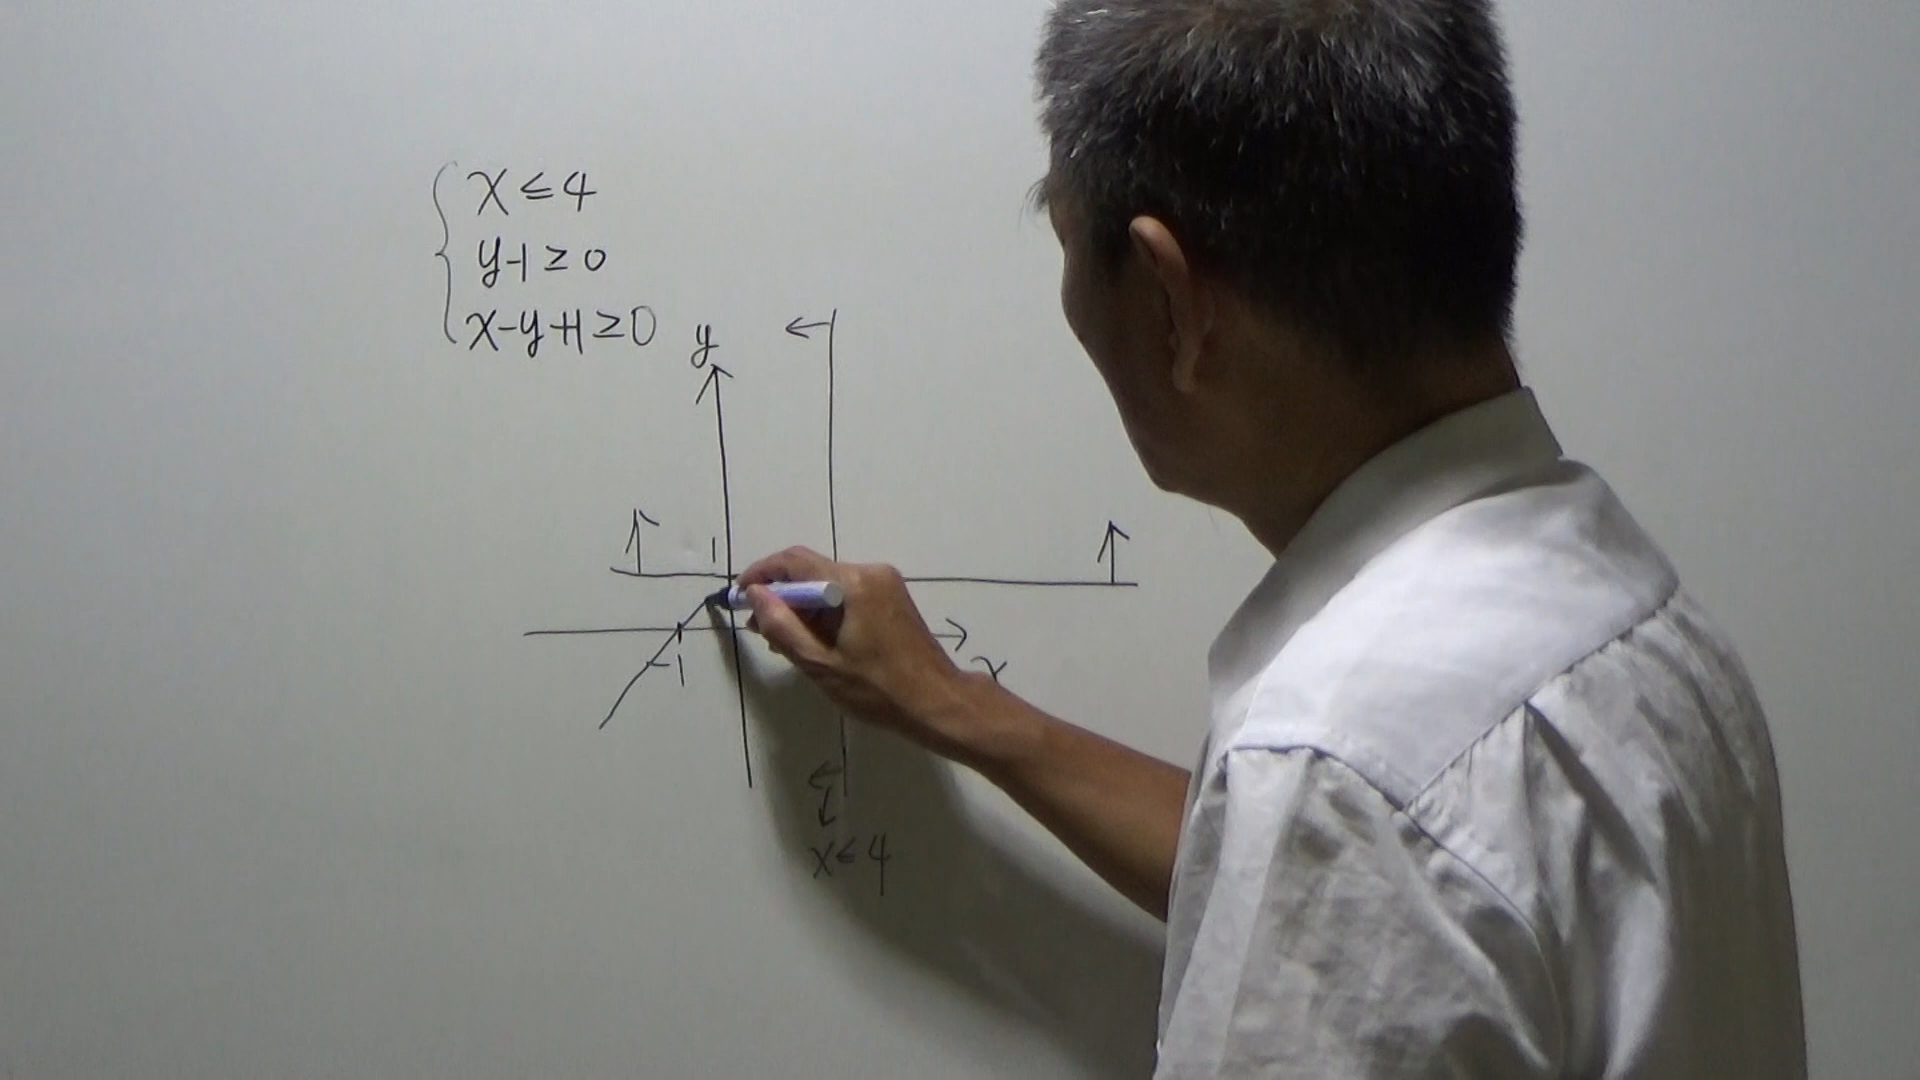 x ≤ 4
y-1 ≥ 0
x-y+1 ≥ 0
y
1
-1
x
x ≤ 4